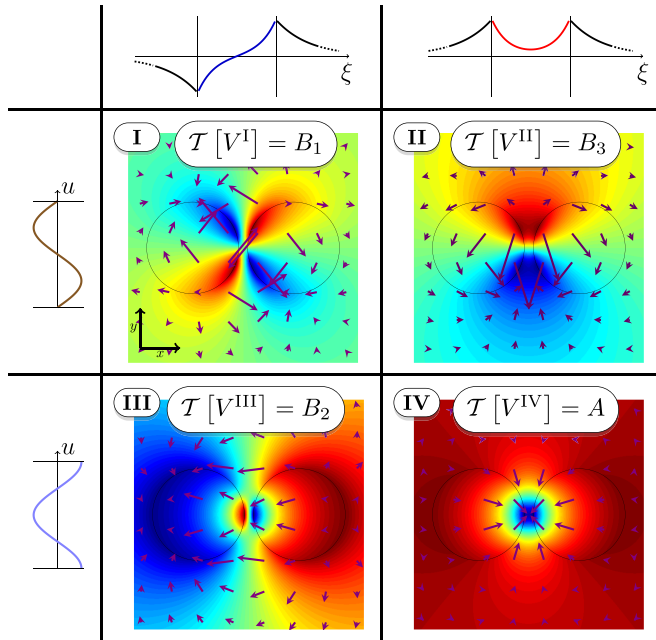 ξ
ξ
I
𝒯 [V^I] = B_1
II
𝒯 [V^II] = B_3
u
y
x
III
𝒯 [V^III] = B_2
IV
𝒯 [V^IV] = A
u